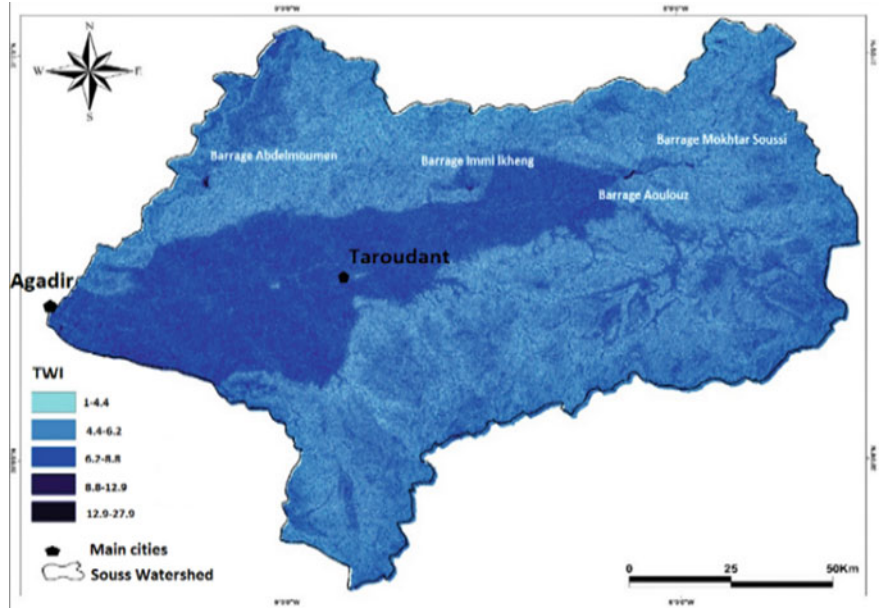 N
W
E
S
Barrage Mokhtar Soussi
Barrage Abdelmoumen
Barrage Immi Ikheng
Barrage Aoulouz
Taroudant
Agadir
TWI
1-4.4
4.4-6.2
6.2-8.8
8.8-12.9
12.9-27.9
Main cities
Souss Watershed
0
25
50Km